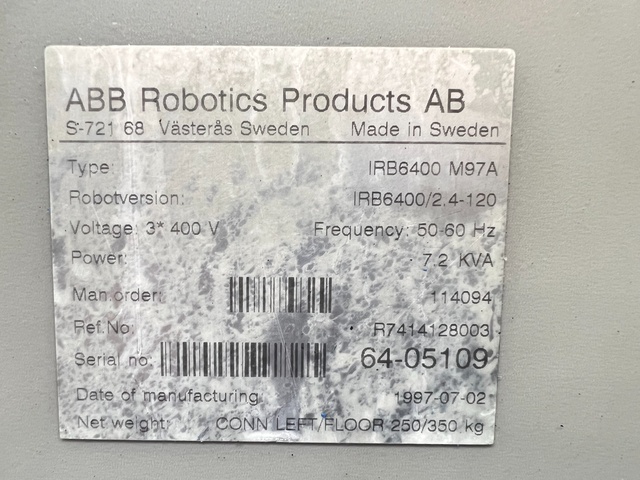 ABB Robotics Products AB
S-721 68 Västerås Sweden Made in Sweden
Type: IRB6400 M97A
Robotversion: IRB6400/2.4-120
Voltage: 3* 400 V Frequency: 50-60 Hz
Power: 7.2 KVA
Man.order: 114094
Ref.No: R7414128003
Serial no: 64-05109
Date of manufacturing 1997-07-02
Net weight: CONN LEFT/FLOOR 250/350 kg